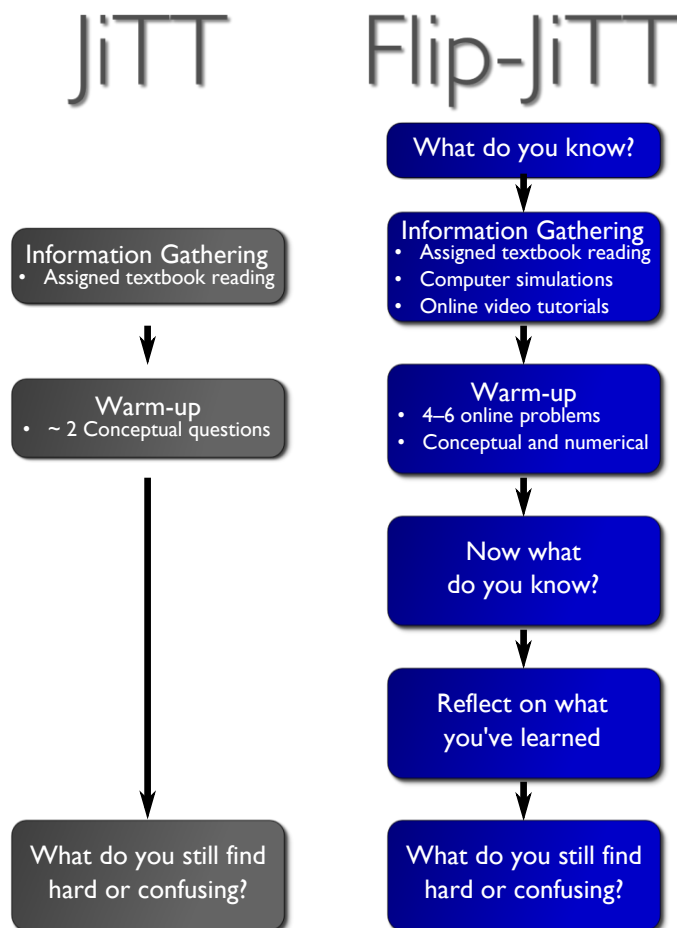 JiTT
Information Gathering
• Assigned textbook reading
Warm-up
• ~ 2 Conceptual questions
What do you still find
hard or confusing?
Flip-JiTT
What do you know?
Information Gathering
• Assigned textbook reading
• Computer simulations
• Online video tutorials
Warm-up
• 4–6 online problems
• Conceptual and numerical
Now what
do you know?
Reflect on what
you've learned
What do you still find
hard or confusing?